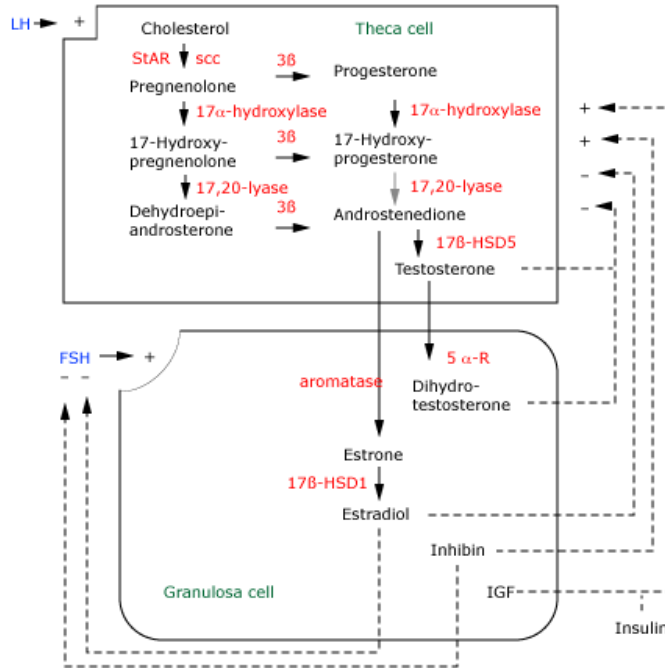 LH
+
Cholesterol
Theca cell
StAR
scc
3ß
Progesterone
Pregnenolone
17α-hydroxylase
17α-hydroxylase
+
17-Hydroxy-
pregnenolone
3ß
17-Hydroxy-
progesterone
+
-
17,20-lyase
17,20-lyase
Dehydroepi-
androsterone
3ß
Androstenedione
-
17ß-HSD5
Testosterone
FSH
+
- -
5 α-R
aromatase
Dihydro-
testosterone
Estrone
17ß-HSD1
Estradiol
Inhibin
Granulosa cell
IGF
Insulin